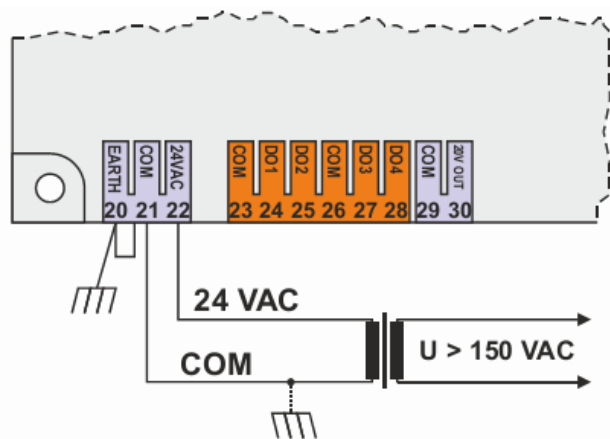 EARTH COM 24VAC COM DO1 DO2 COM DO3 DO4 COM 20V OUT
20 21 22 23 24 25 26 27 28 29 30
24 VAC
U > 150 VAC
COM